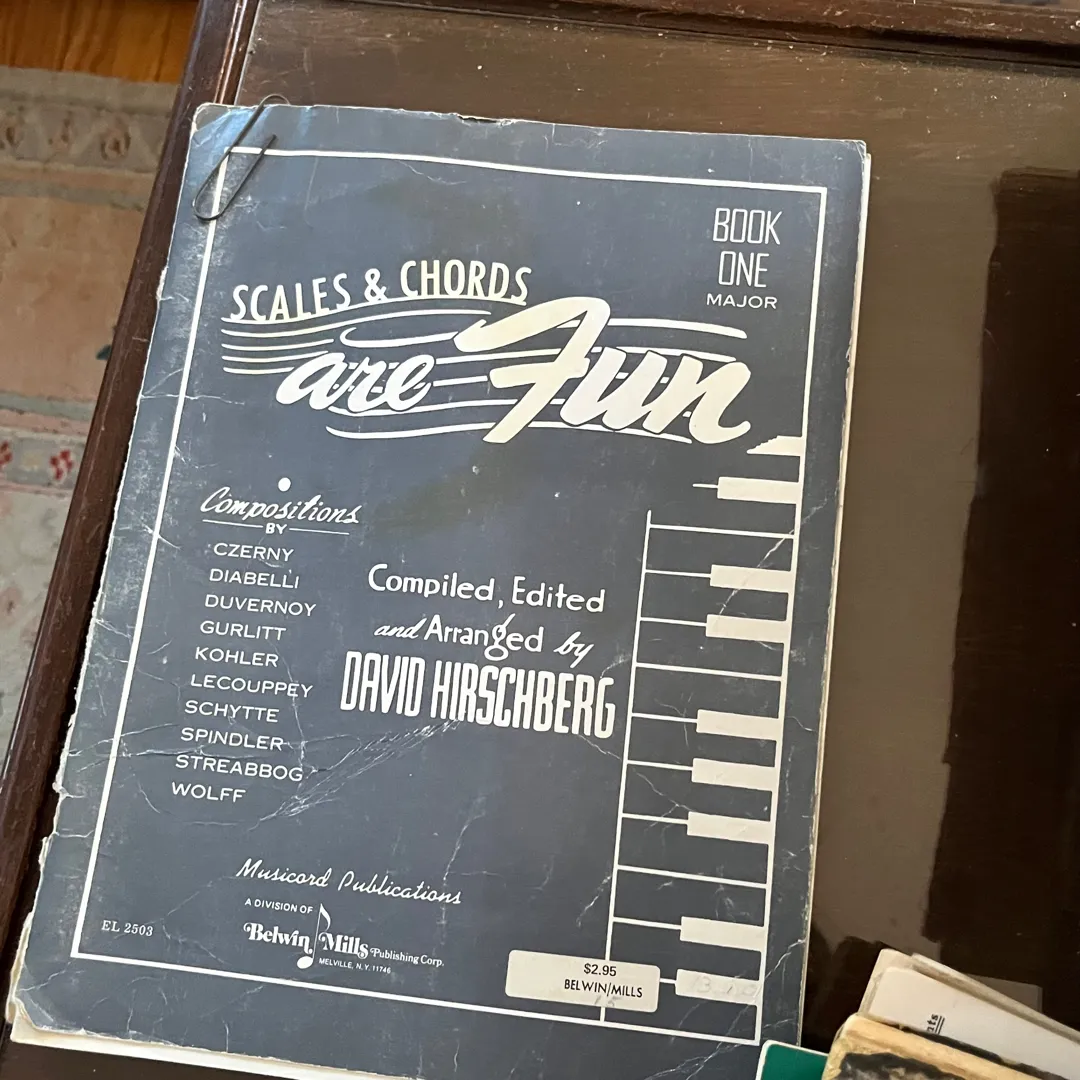 BOOK
ONE
MAJOR
SCALES & CHORDS
are Fun
Compositions
BY
CZERNY
DIABELLI
DUVERNOY
GURLITT
KOHLER
LECOUPPEY
SCHYTTE
SPINDLER
STREABBOG
WOLFF
Compiled, Edited
and Arranged by
DAVID HIRSCHBERG
Musicord Publications
A DIVISION OF
Belwin Mills Publishing Corp.
MELVILLE, N.Y. 11746
EL 2503
$2.95
BELWIN/MILLS